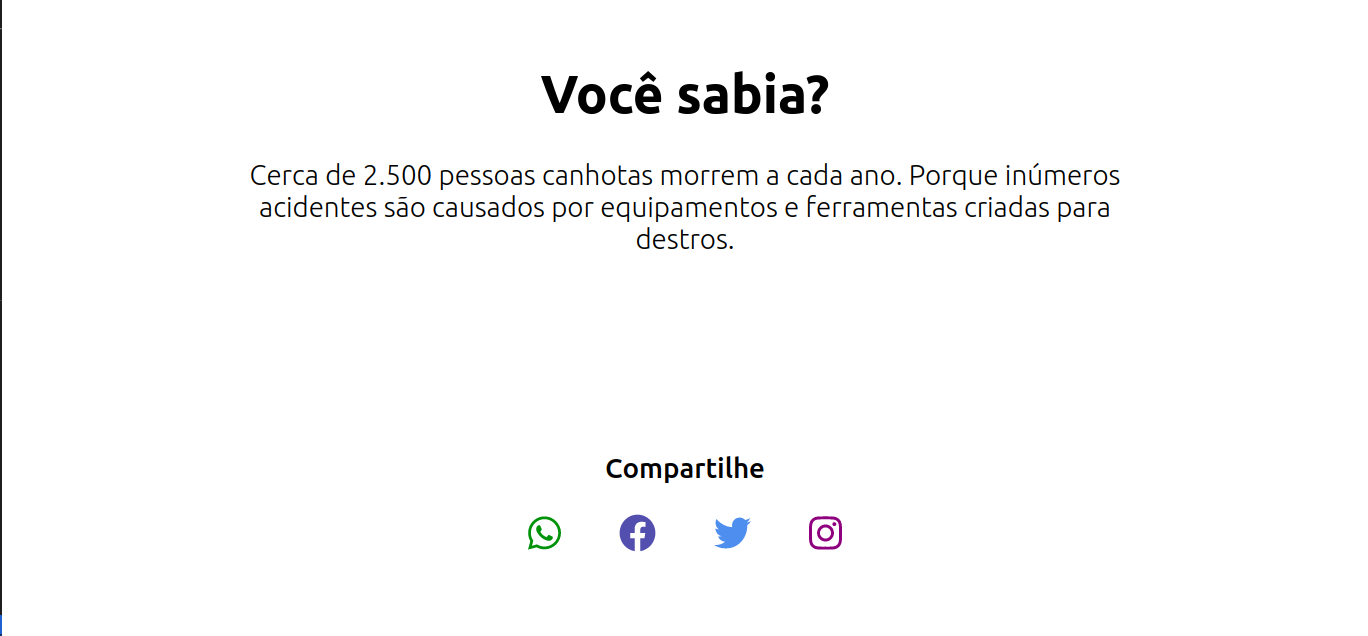 Você sabia?
Cerca de 2.500 pessoas canhotas morrem a cada ano. Porque inúmeros
acidentes são causados por equipamentos e ferramentas criadas para
destros.
Compartilhe